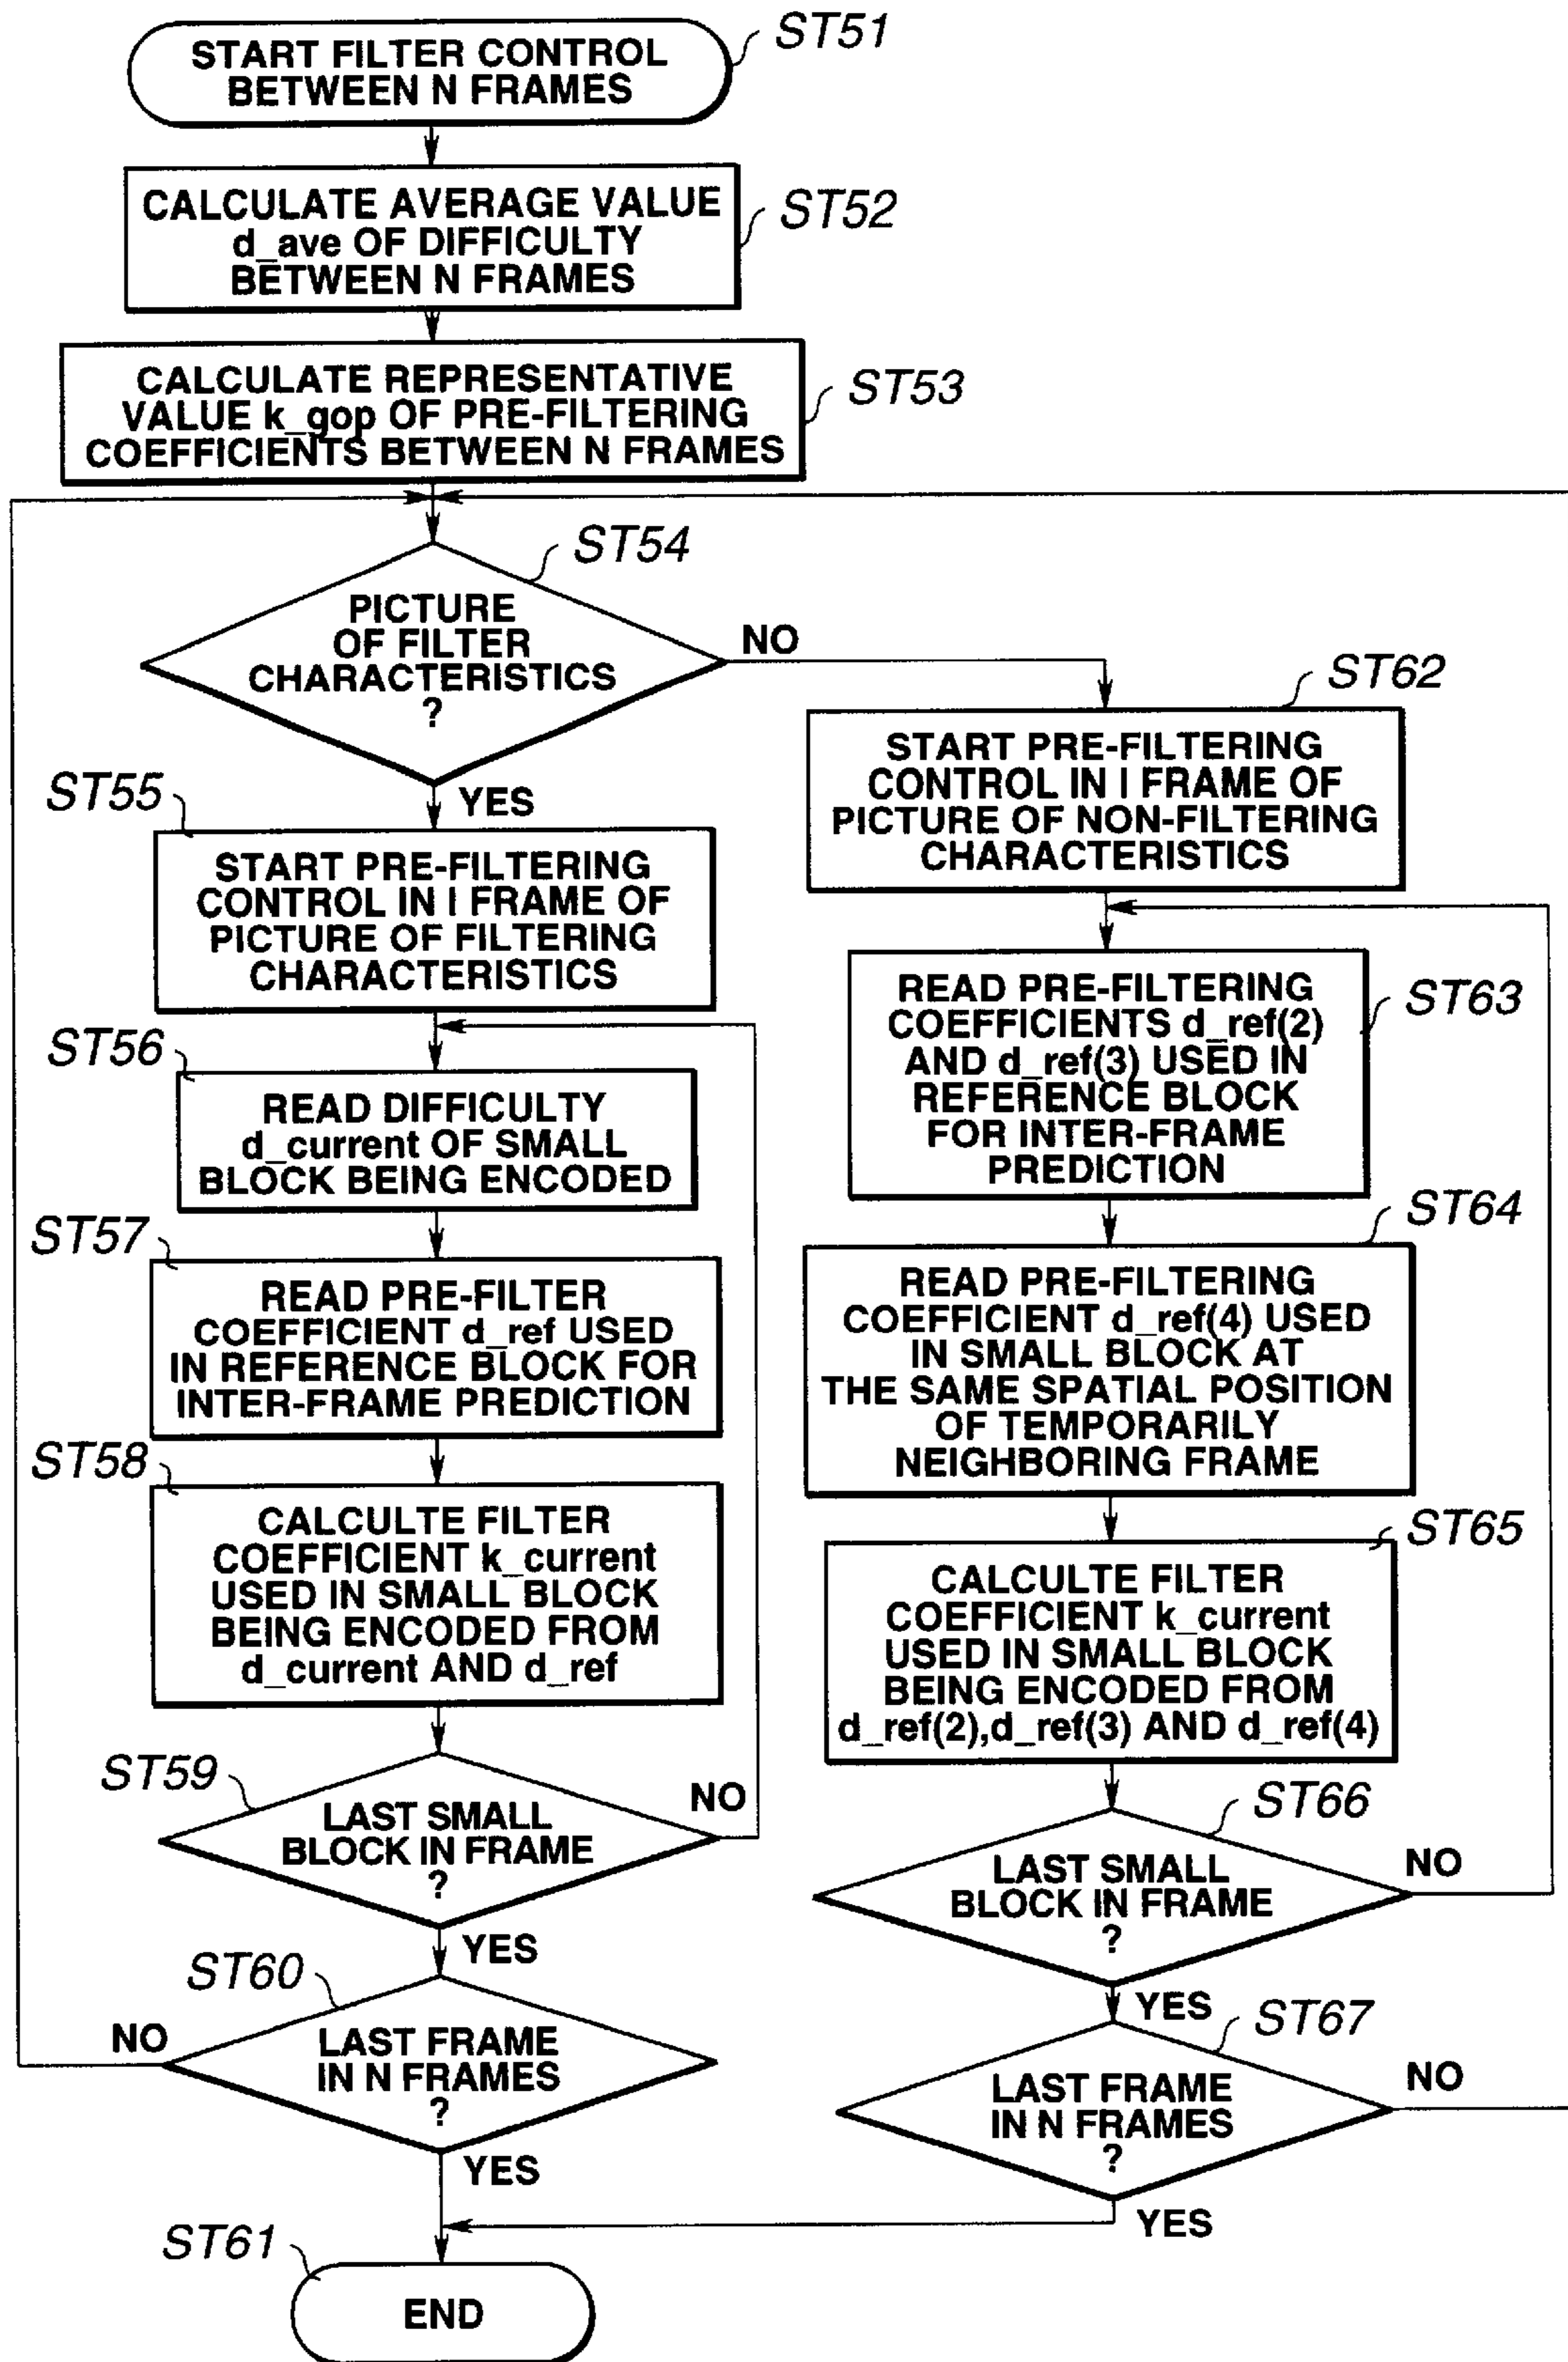 START FILTER CONTROL
BETWEEN N FRAMES
ST51
CALCULATE AVERAGE VALUE
d_ave OF DIFFICULTY
BETWEEN N FRAMES
ST52
CALCULATE REPRESENTATIVE
VALUE k_gop OF PRE-FILTERING
COEFFICIENTS BETWEEN N FRAMES
ST53
ST54
PICTURE
OF FILTER
CHARACTERISTICS
?
NO
YES
ST55
START PRE-FILTERING
CONTROL IN I FRAME OF
PICTURE OF FILTERING
CHARACTERISTICS
ST56
READ DIFFICULTY
d_current OF SMALL
BLOCK BEING ENCODED
ST57
READ PRE-FILTER
COEFFICIENT d_ref USED
IN REFERENCE BLOCK FOR
INTER-FRAME PREDICTION
ST58
CALCULTE FILTER
COEFFICIENT k_current
USED IN SMALL BLOCK
BEING ENCODED FROM
d_current AND d_ref
ST59
LAST SMALL
BLOCK IN FRAME
?
NO
YES
ST60
LAST FRAME
IN N FRAMES
?
NO
YES
ST61
END
ST62
START PRE-FILTERING
CONTROL IN I FRAME OF
PICTURE OF NON-FILTERING
CHARACTERISTICS
ST63
READ PRE-FILTERING
COEFFICIENTS d_ref(2)
AND d_ref(3) USED IN
REFERENCE BLOCK
FOR INTER-FRAME
PREDICTION
ST64
READ PRE-FILTERING
COEFFICIENT d_ref(4) USED
IN SMALL BLOCK AT
THE SAME SPATIAL POSITION
OF TEMPORARILY
NEIGHBORING FRAME
ST65
CALCULTE FILTER
COEFFICIENT k_current
USED IN SMALL BLOCK
BEING ENCODED FROM
d_ref(2),d_ref(3) AND d_ref(4)
ST66
LAST SMALL
BLOCK IN FRAME
?
NO
YES
ST67
LAST FRAME
IN N FRAMES
?
NO
YES